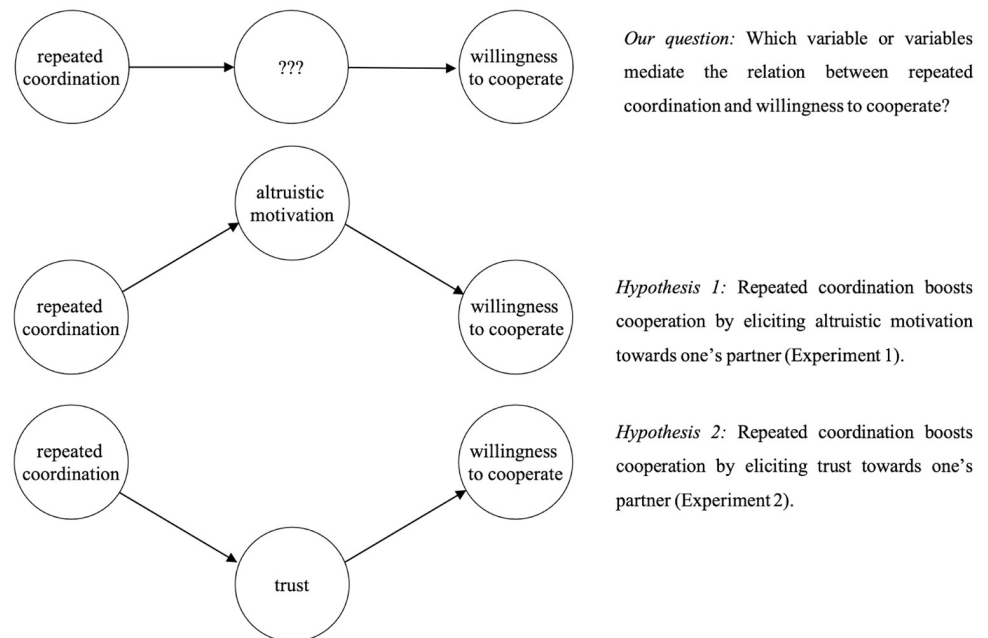 repeated
coordination
???
willingness
to cooperate
Our question: Which variable or variables
mediate the relation between repeated
coordination and willingness to cooperate?
altruistic
motivation
repeated
coordination
willingness
to cooperate
Hypothesis 1: Repeated coordination boosts
cooperation by eliciting altruistic motivation
towards one’s partner (Experiment 1).
repeated
coordination
willingness
to cooperate
Hypothesis 2: Repeated coordination boosts
cooperation by eliciting trust towards one’s
partner (Experiment 2).
trust